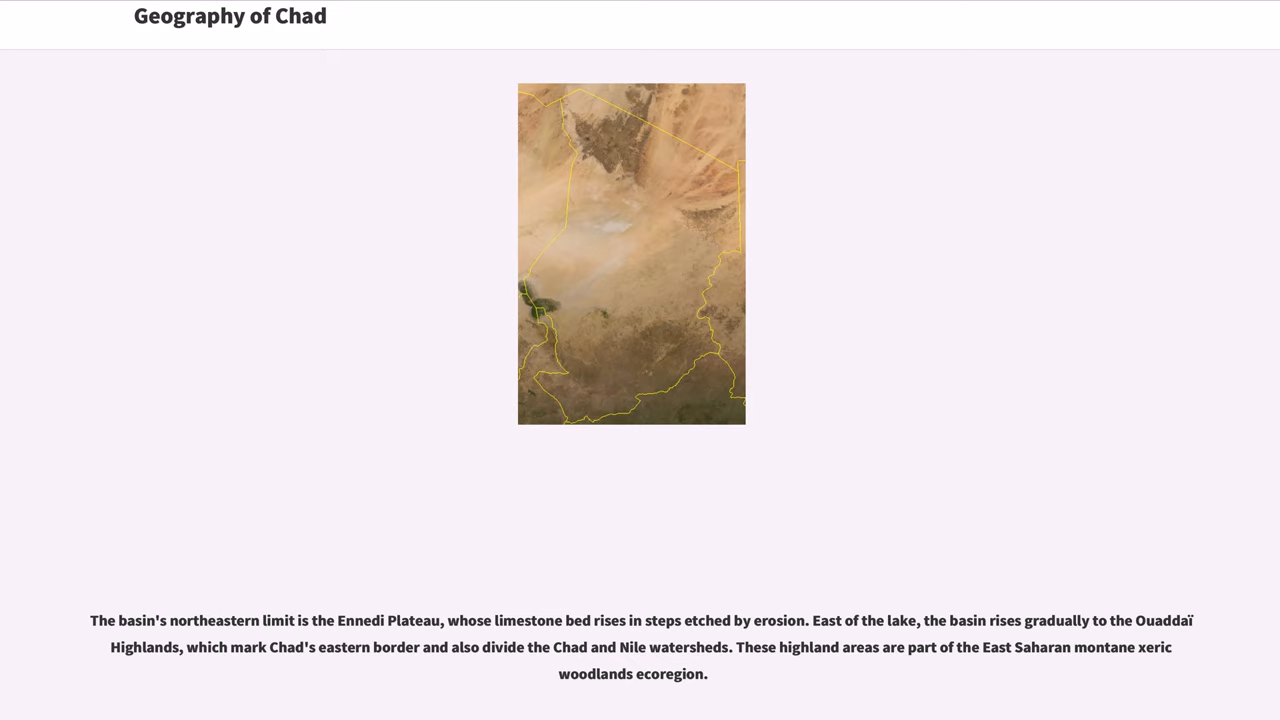 Geography of Chad
The basin's northeastern limit is the Ennedi Plateau, whose limestone bed rises in steps etched by erosion. East of the lake, the basin rises gradually to the Ouaddaï
Highlands, which mark Chad's eastern border and also divide the Chad and Nile watersheds. These highland areas are part of the East Saharan montane xeric
woodlands ecoregion.